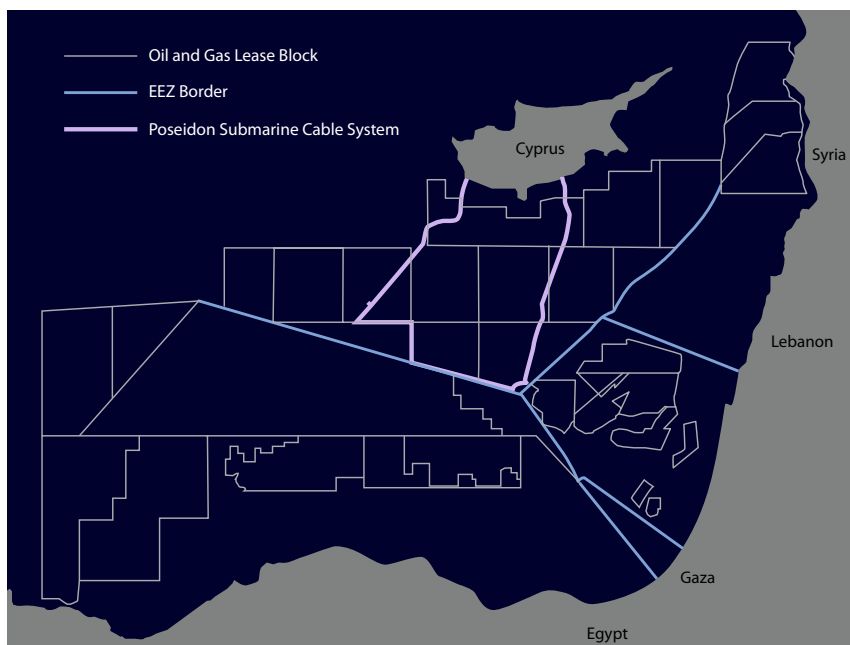 Oil and Gas Lease Block
EEZ Border
Poseidon Submarine Cable System
Cyprus
Syria
Lebanon
Gaza
Egypt